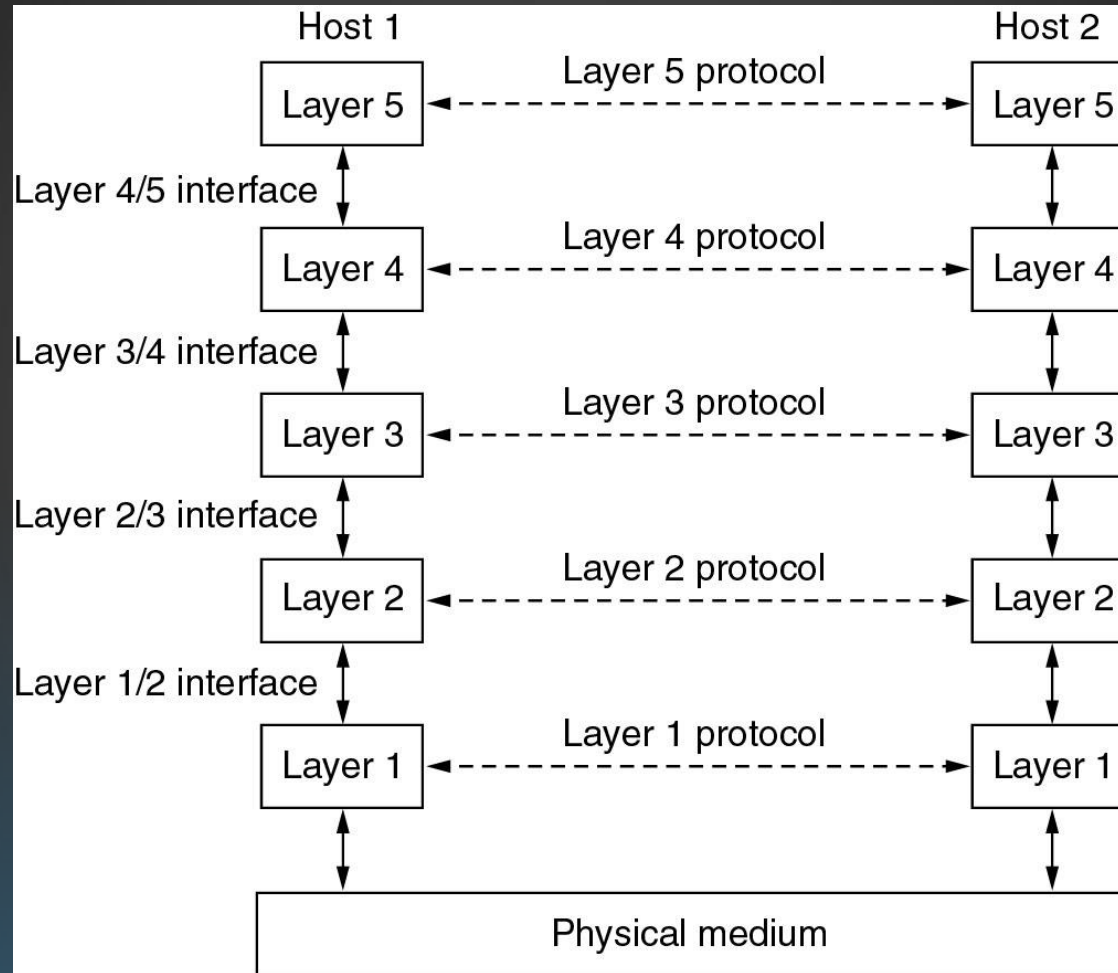 Host 1
Host 2
Layer 5 protocol
Layer 5
Layer 5
Layer 4/5 interface
Layer 4 protocol
Layer 4
Layer 4
Layer 3/4 interface
Layer 3 protocol
Layer 3
Layer 3
Layer 2/3 interface
Layer 2 protocol
Layer 2
Layer 2
Layer 1/2 interface
Layer 1 protocol
Layer 1
Layer 1
Physical medium